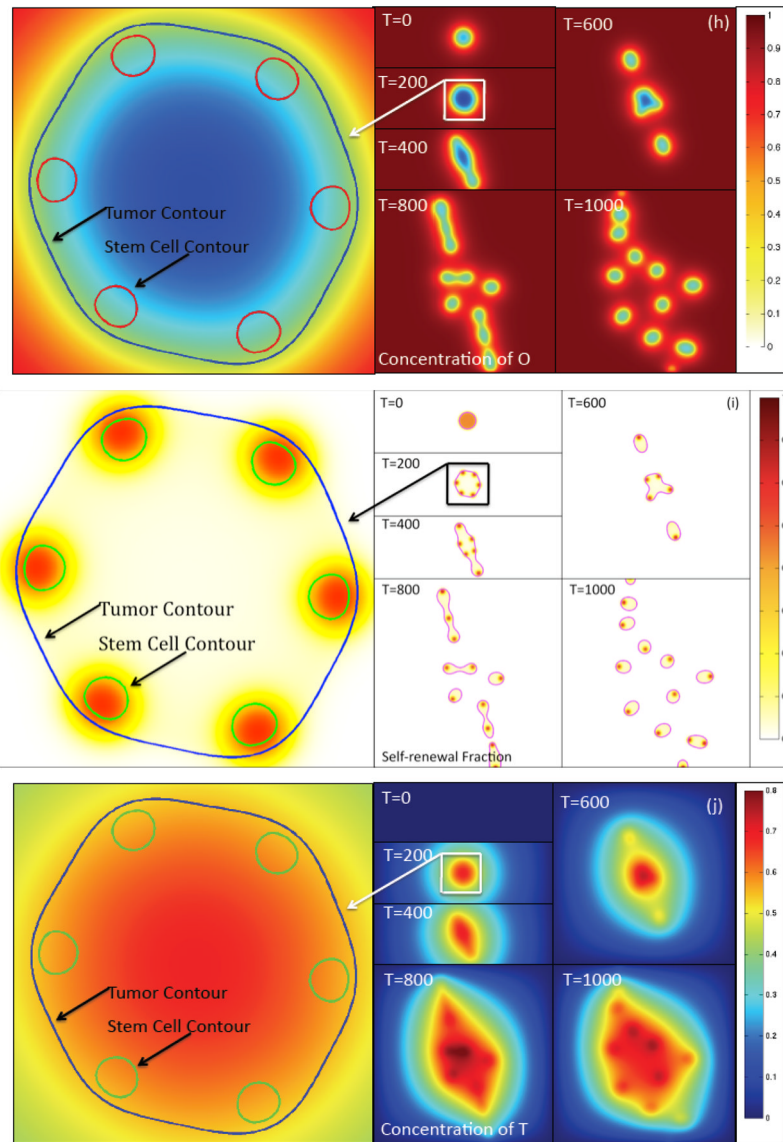 T=0
T=600
(h)
T=200
T=400
Tumor Contour
Stem Cell Contour
T=800
T=1000
Concentration of O
1
0.9
0.8
0.7
0.6
0.5
0.4
0.3
0.2
0.1
0
T=0
T=600
(i)
T=200
T=400
Tumor Contour
Stem Cell Contour
T=800
T=1000
Self-renewal Fraction
T=0
T=600
(j)
T=200
T=400
Tumor Contour
Stem Cell Contour
T=800
T=1000
Concentration of T
0.8
0.7
0.6
0.5
0.4
0.3
0.2
0.1
0